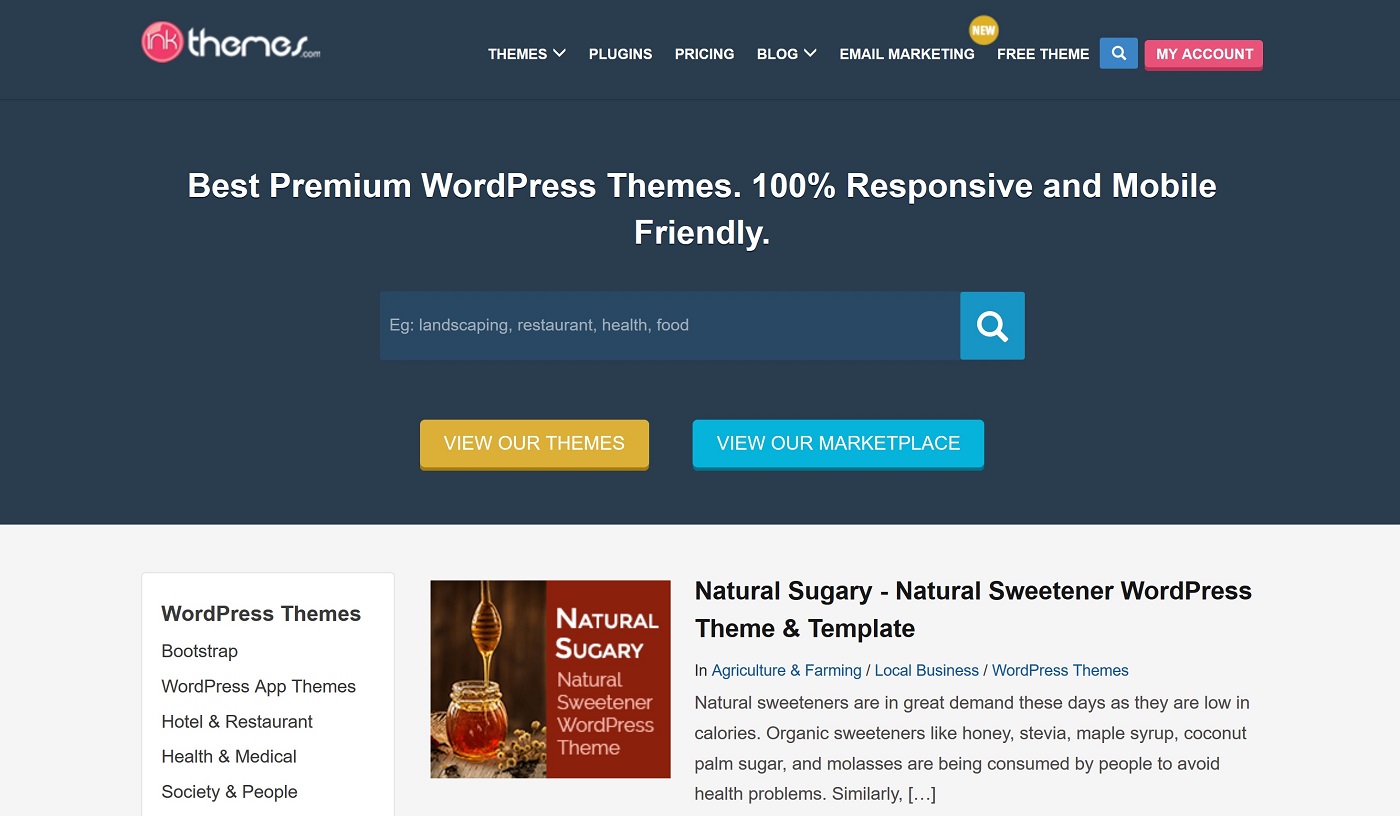 inkthemes.com
THEMES PLUGINS PRICING BLOG EMAIL MARKETING NEW FREE THEME MY ACCOUNT
Best Premium WordPress Themes. 100% Responsive and Mobile
Friendly.
Eg: landscaping, restaurant, health, food
VIEW OUR THEMES VIEW OUR MARKETPLACE
WordPress Themes
Bootstrap
WordPress App Themes
Hotel & Restaurant
Health & Medical
Society & People
NATURAL
SUGARY
Natural
Sweetener
WordPress
Theme
Natural Sugary - Natural Sweetener WordPress
Theme & Template
In Agriculture & Farming / Local Business / WordPress Themes
Natural sweeteners are in great demand these days as they are low in
calories. Organic sweeteners like honey, stevia, maple syrup, coconut
palm sugar, and molasses are being consumed by people to avoid
health problems. Similarly, […]